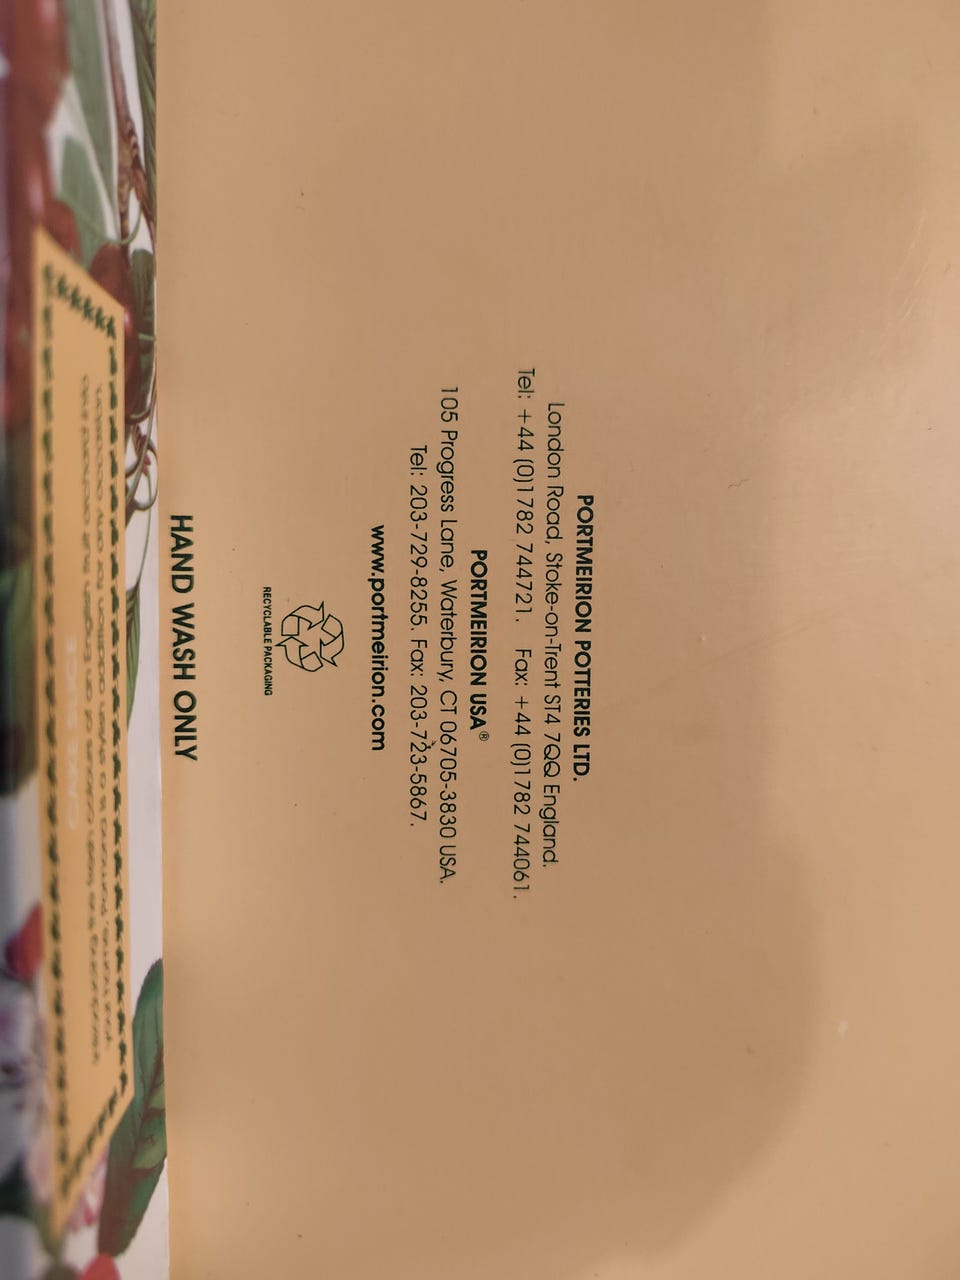 PORTMEIRION POTTERIES LTD.
London Road, Stoke-on-Trent ST4 7QQ England.
Tel: +44 (0)1782 744721. Fax: +44 (0)1782 744061.
PORTMEIRION USA®
105 Progress Lane, Waterbury, CT 06705-3830 USA.
Tel: 203-729-8255. Fax: 203-723-5867.
www.portmeirion.com
RECYCLABLE PACKAGING
HAND WASH ONLY